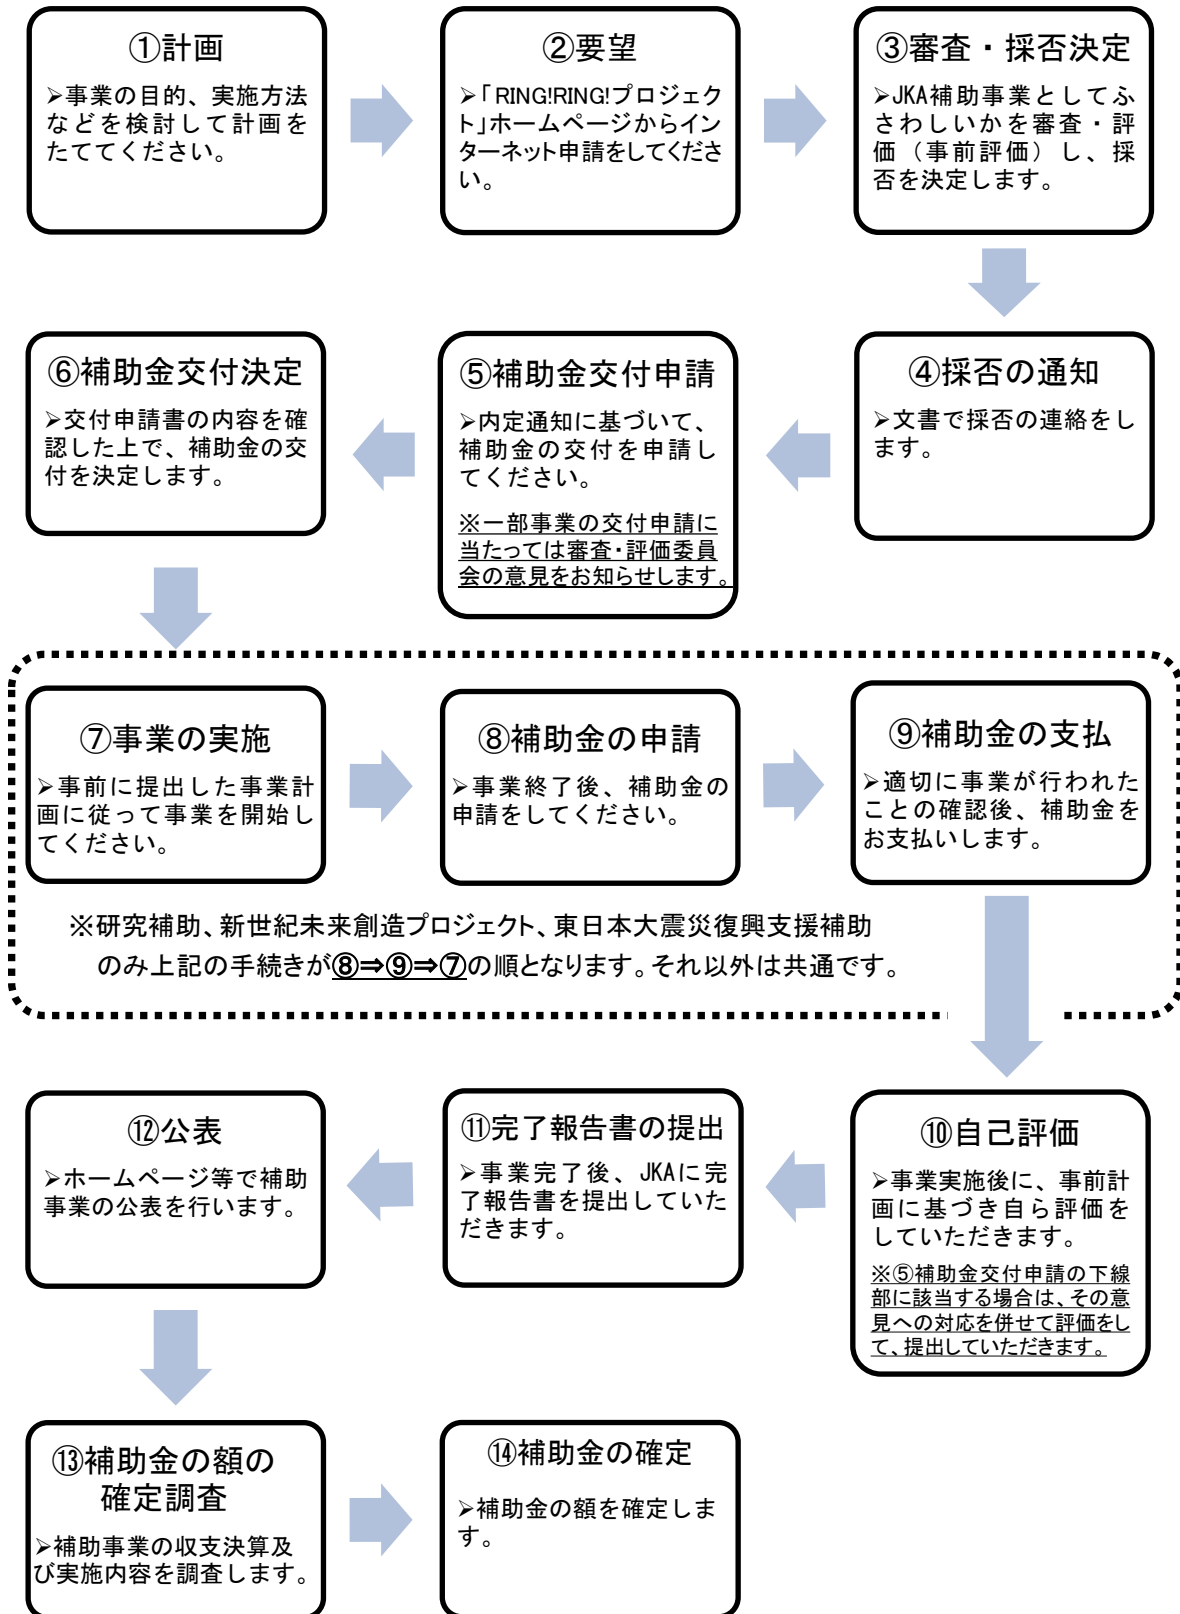 ①計画
➢事業の目的、実施方法
などを検討して計画を
たててください。
②要望
➢「RING!RING!プロジェク
ト」ホームページからイン
ターネット申請をしてくださ
い。
③審査・採否決定
➢JKA補助事業としてふ
さわしいかを審査・評
価（事前評価）し、採
否を決定します。
④採否の通知
➢文書で採否の連絡をし
ます。
⑤補助金交付申請
➢内定通知に基づいて、
補助金の交付を申請し
てください。
※一部事業の交付申請に
当たっては審査・評価委員
会の意見をお知らせします。
⑥補助金交付決定
➢交付申請書の内容を確
認した上で、補助金の交
付を決定します。
⑦事業の実施
➢事前に提出した事業計
画に従って事業を開始し
てください。
⑧補助金の申請
➢事業終了後、補助金の
申請をしてください。
⑨補助金の支払
➢適切に事業が行われた
ことの確認後、補助金を
お支払いします。
※研究補助、新世紀未来創造プロジェクト、東日本大震災復興支援補助
のみ上記の手続きが⑧⇒⑨⇒⑦の順となります。それ以外は共通です。
⑩自己評価
➢事業実施後に、事前計
画に基づき自ら評価を
していただきます。
※⑤補助金交付申請の下線
部に該当する場合は、その意
見への対応を併せて評価をし
て、提出していただきます。
⑪完了報告書の提出
➢事業完了後、JKAに完
了報告書を提出していた
だきます。
⑫公表
➢ホームページ等で補助
事業の公表を行います。
⑬補助金の額の
確定調査
➢補助事業の収支決算及
び実施内容を調査します。
⑭補助金の確定
➢補助金の額を確定しま
す。